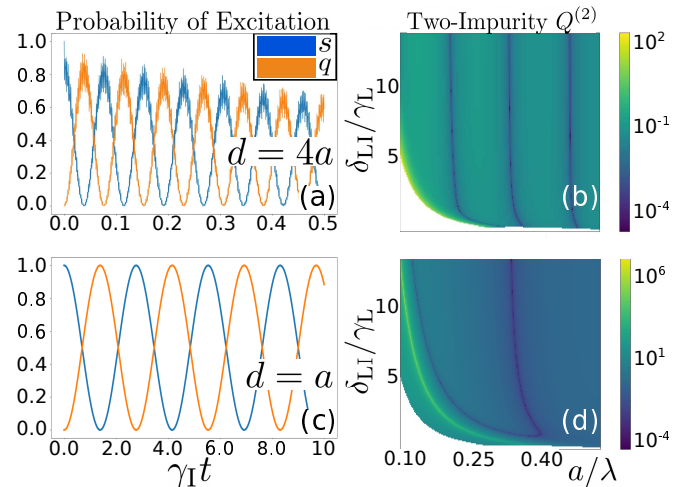 Probability of Excitation
Two-Impurity Q^{(2)}
1.0
0.8
0.6
0.4
0.2
0.0
s
q
d = 4a
(a)
0.0 0.1 0.2 0.3 0.4 0.5
δ_{LI}/γ_L
10
5
(b)
10^2
10^{-1}
10^{-4}
1.0
0.8
0.6
0.4
0.2
0.0
d = a
(c)
0.0 2.0 4.0 6.0 8.0 10
γ_I t
δ_{LI}/γ_L
10
5
(d)
0.10 0.25 0.40
a/λ
10^6
10^1
10^{-4}